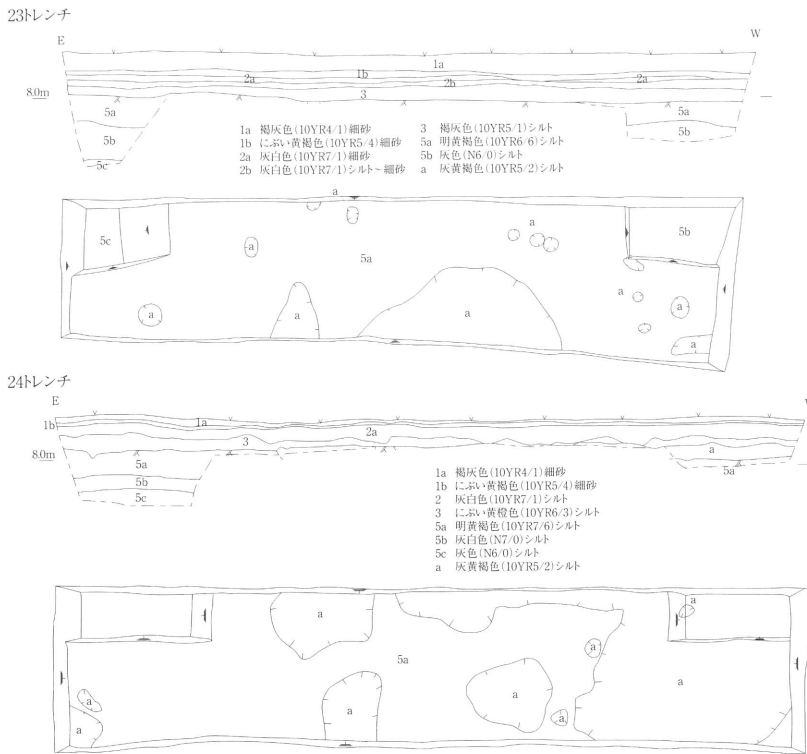 23トレンチ
E
W
1a
2a
1b
2b
2a
8.0m
3
5a
5b
5c
5a
5b
1a 褐灰色(10YR4/1)細砂
1b にぶい黄褐色(10YR5/4)細砂
2a 灰白色(10YR7/1)細砂
2b 灰白色(10YR7/1)シルト~細砂
3 褐灰色(10YR5/1)シルト
5a 明黄褐色(10YR6/6)シルト
5b 灰色(N6/0)シルト
a 灰黄褐色(10YR5/2)シルト
a
a
5c
a
5a
5b
a
a
a
a
a
a
24トレンチ
E
1b
1a
2a
3
8.0m
5a
5b
5c
a
5a
1a 褐灰色(10YR4/1)細砂
1b にぶい黄褐色(10YR5/4)細砂
2 灰白色(10YR7/1)シルト
3 にぶい黄橙色(10YR6/3)シルト
5a 明黄褐色(10YR7/6)シルト
5b 灰白色(N7/0)シルト
5c 灰色(N6/0)シルト
a 灰黄褐色(10YR5/2)シルト
a
a
a
5a
a
a
a
a
a
a
a